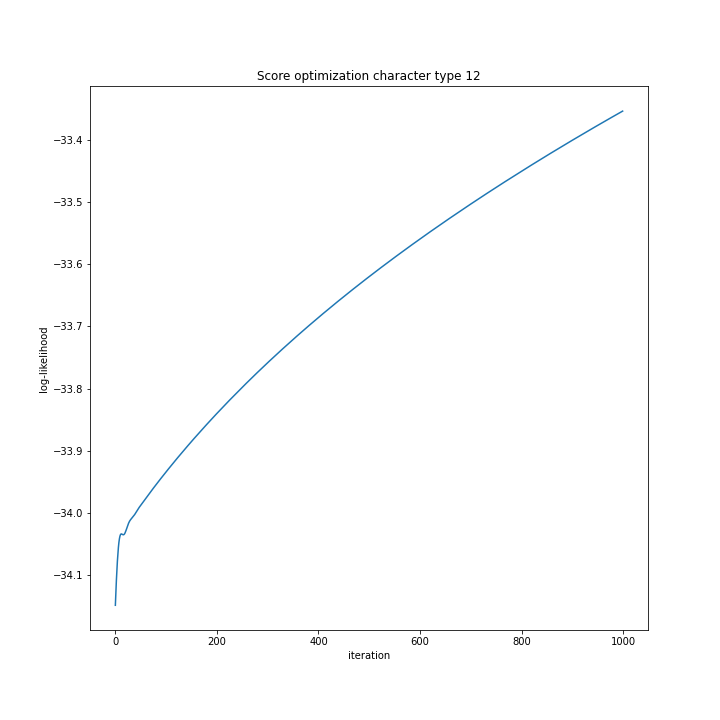 Score optimization character type 12
−33.4
−33.5
−33.6
−33.7
−33.8
−33.9
−34.0
−34.1
log-likelihood
0 200 400 600 800 1000
iteration